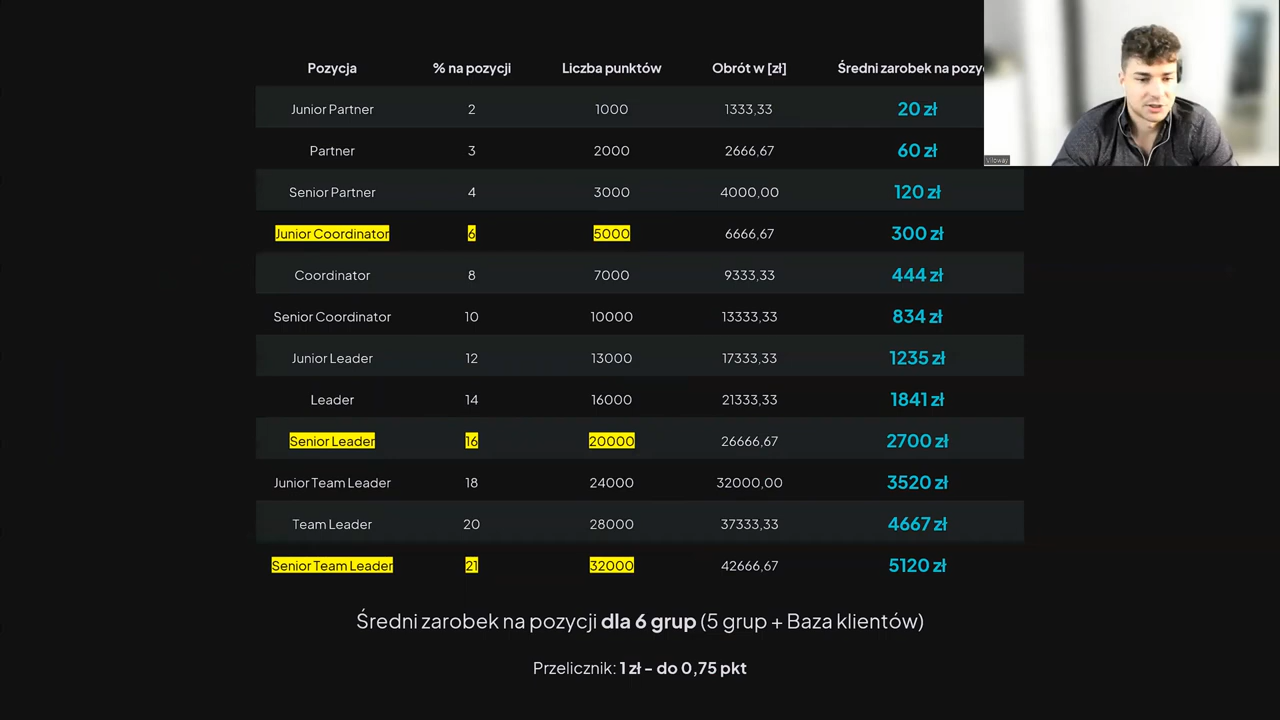 Pozycja % na pozycji Liczba punktów Obrót w [zł] Średni zarobek na
Junior Partner 2 1000 1333,33 20 zł
Partner 3 2000 2666,67 60 zł
Senior Partner 4 3000 4000,00 120 zł
Junior Coordinator 6 5000 6666,67 300 zł
Coordinator 8 7000 9333,33 444 zł
Senior Coordinator 10 10000 13333,33 834 zł
Junior Leader 12 13000 17333,33 1235 zł
Leader 14 16000 21333,33 1841 zł
Senior Leader 16 20000 26666,67 2700 zł
Junior Team Leader 18 24000 32000,00 3520 zł
Team Leader 20 28000 37333,33 4667 zł
Senior Team Leader 21 32000 42666,67 5120 zł
Średni zarobek na pozycji dla 6 grup (5 grup + Baza klientów)
Przelicznik: 1 zł - do 0,75 pkt